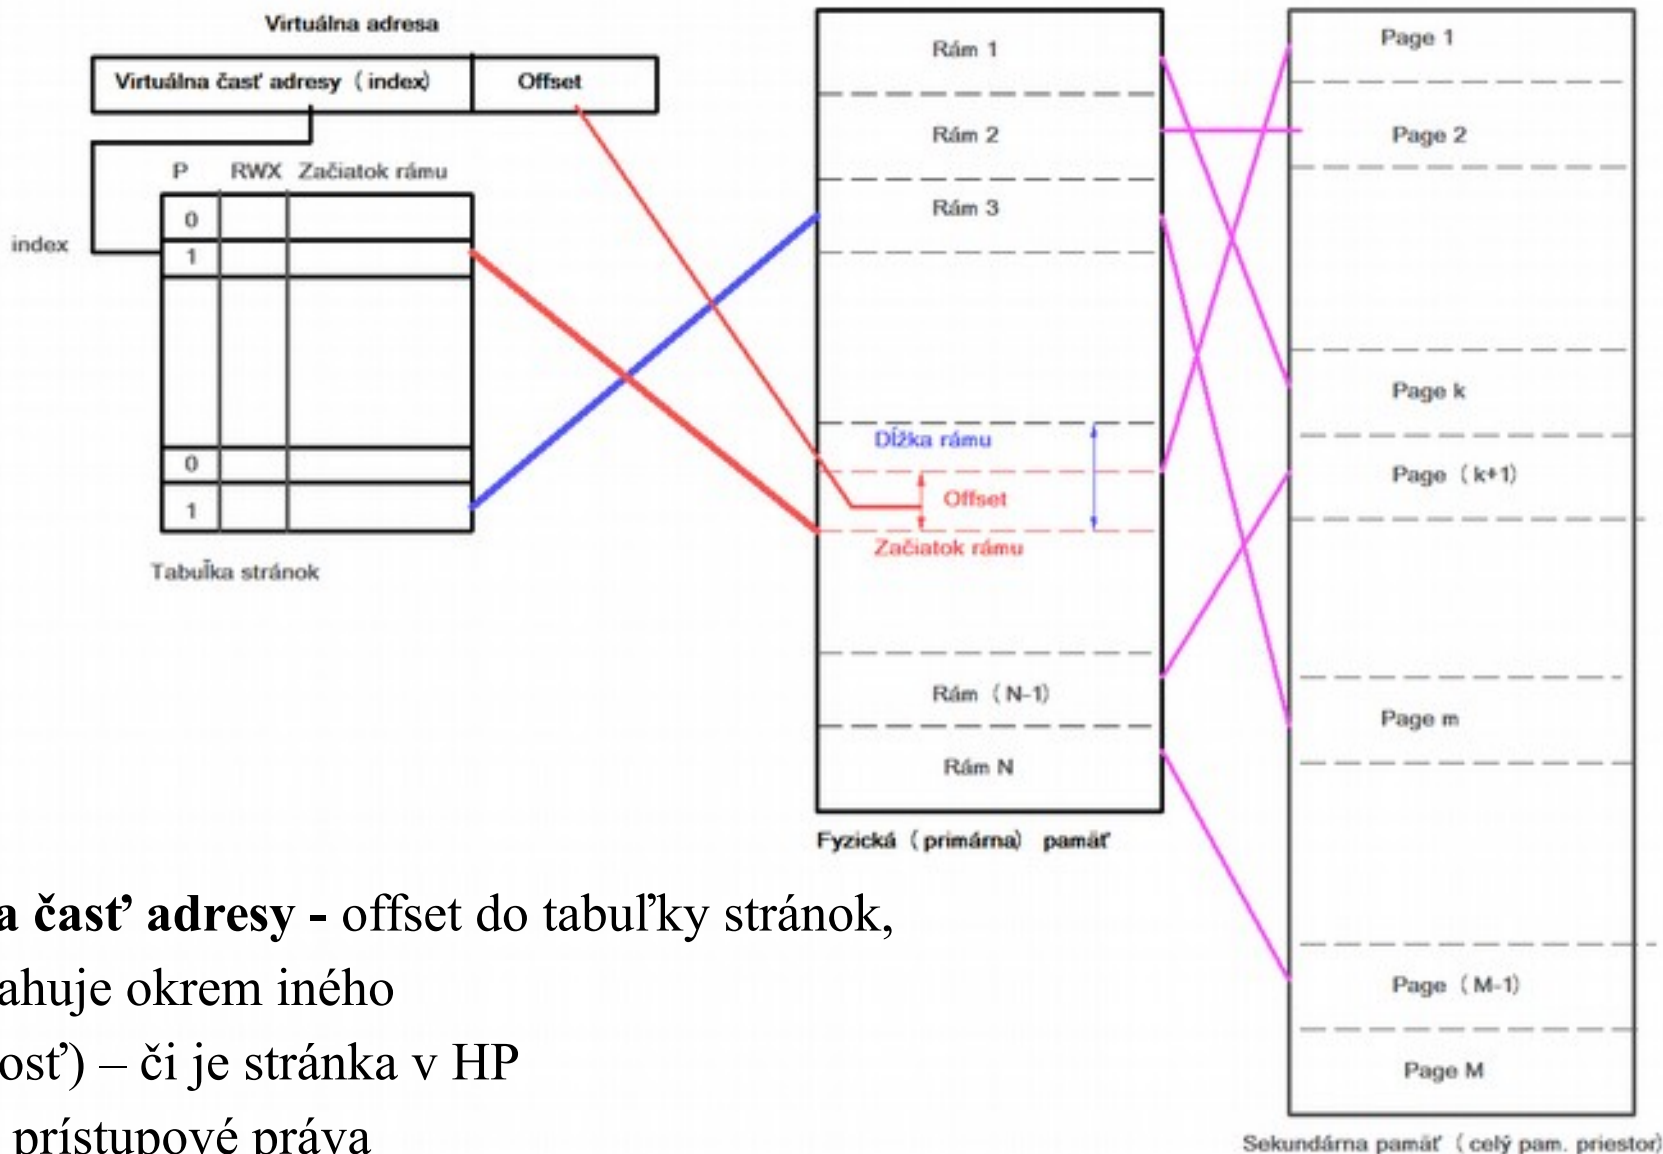 Virtuálna adresa
Virtuálna časť adresy ( index)
Offset
P
RWX
Začiatok rámu
0
index
1
0
1
Tabuľka stránok
Rám 1
Rám 2
Rám 3
Dĺžka rámu
Offset
Začiatok rámu
Rám ( N-1)
Rám N
Fyzická ( primárna) pamäť
Page 1
Page 2
Page k
Page ( k+1)
Page m
Page ( M-1)
Page M
Sekundárna pamäť ( celý pam. priestor)
a časť adresy - offset do tabuľky stránok,
ahuje okrem iného
osť) – či je stránka v HP
prístupové práva